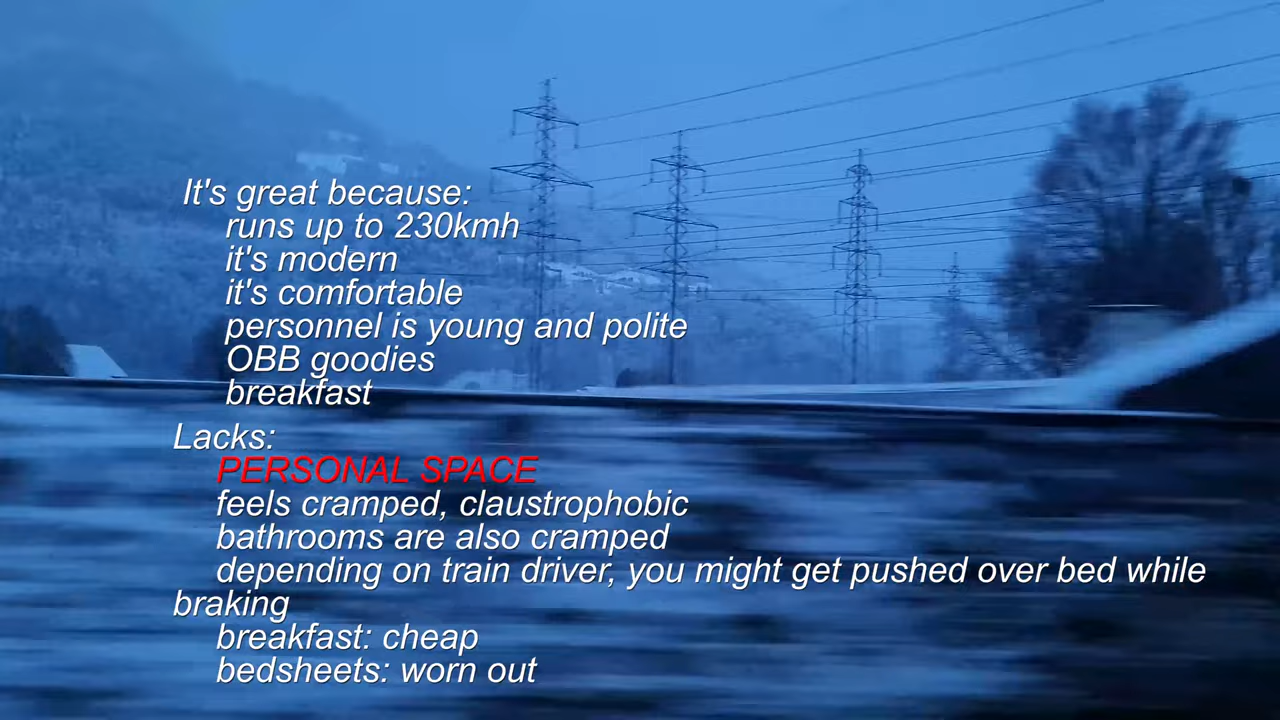 It's great because:
runs up to 230kmh
it's modern
it's comfortable
personnel is young and polite
OBB goodies
breakfast
Lacks:
PERSONAL SPACE
feels cramped, claustrophobic
bathrooms are also cramped
depending on train driver, you might get pushed over bed while
braking
breakfast: cheap
bedsheets: worn out